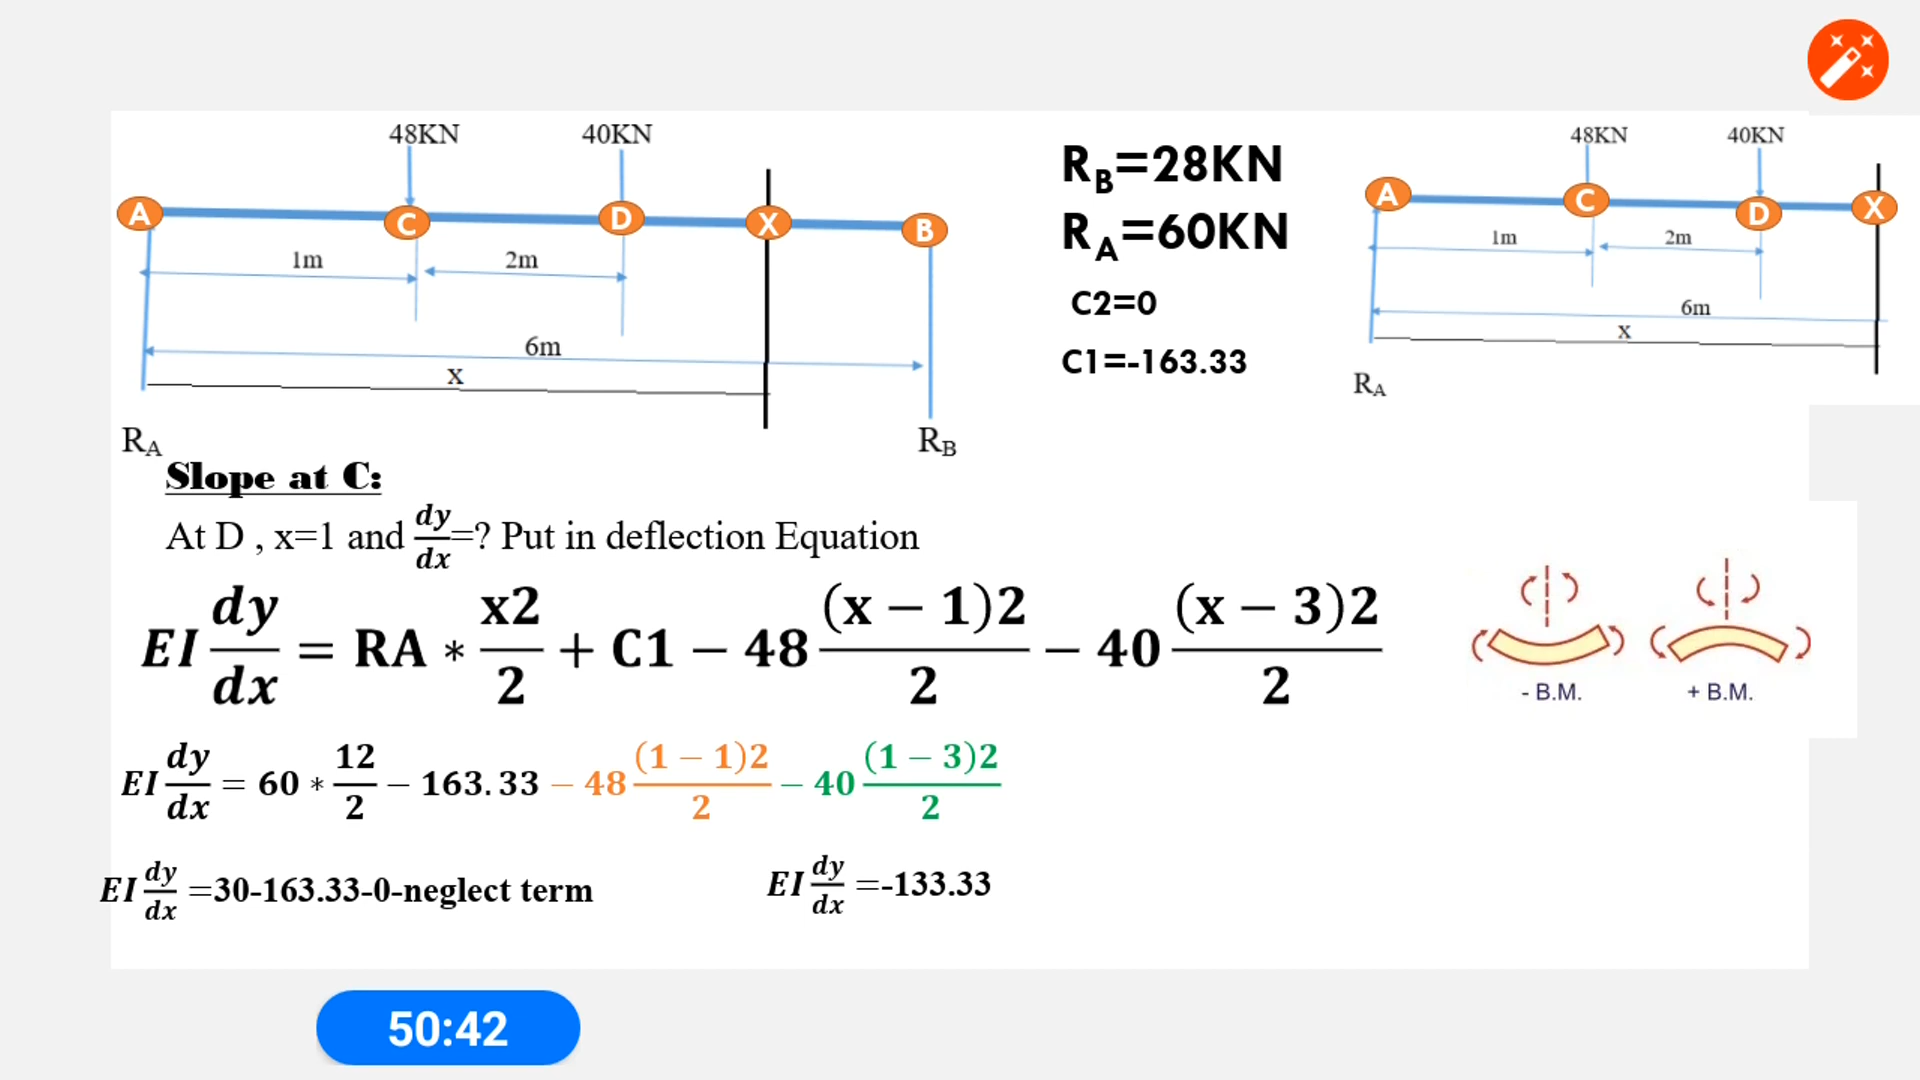 48KN 40KN
A C D X B
1m 2m
6m
x
RA RB
RB=28KN
RA=60KN
C2=0
C1=-163.33
48KN 40KN
A C D X
1m 2m
6m
x
RA
Slope at C:
At D , x=1 and dy/dx=? Put in deflection Equation
EI dy/dx = RA * x2/2 + C1 − 48 (x − 1)2/2 − 40 (x − 3)2/2
EI dy/dx = 60 * 12/2 − 163.33 − 48 (1 − 1)2/2 − 40 (1 − 3)2/2
EI dy/dx =30-163.33-0-neglect term
EI dy/dx =-133.33
- B.M. + B.M.
50:42